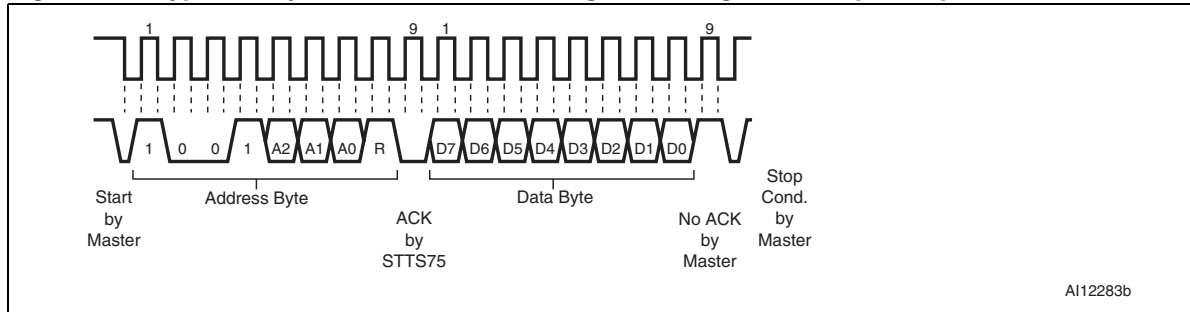 1 9 1 9
1 0 0 1 A2 A1 A0 R D7 D6 D5 D4 D3 D2 D1 D0
Start
by
Master
Address Byte
ACK
by
STTS75
Data Byte
No ACK
by
Master
Stop
Cond.
by
Master
AI12283b